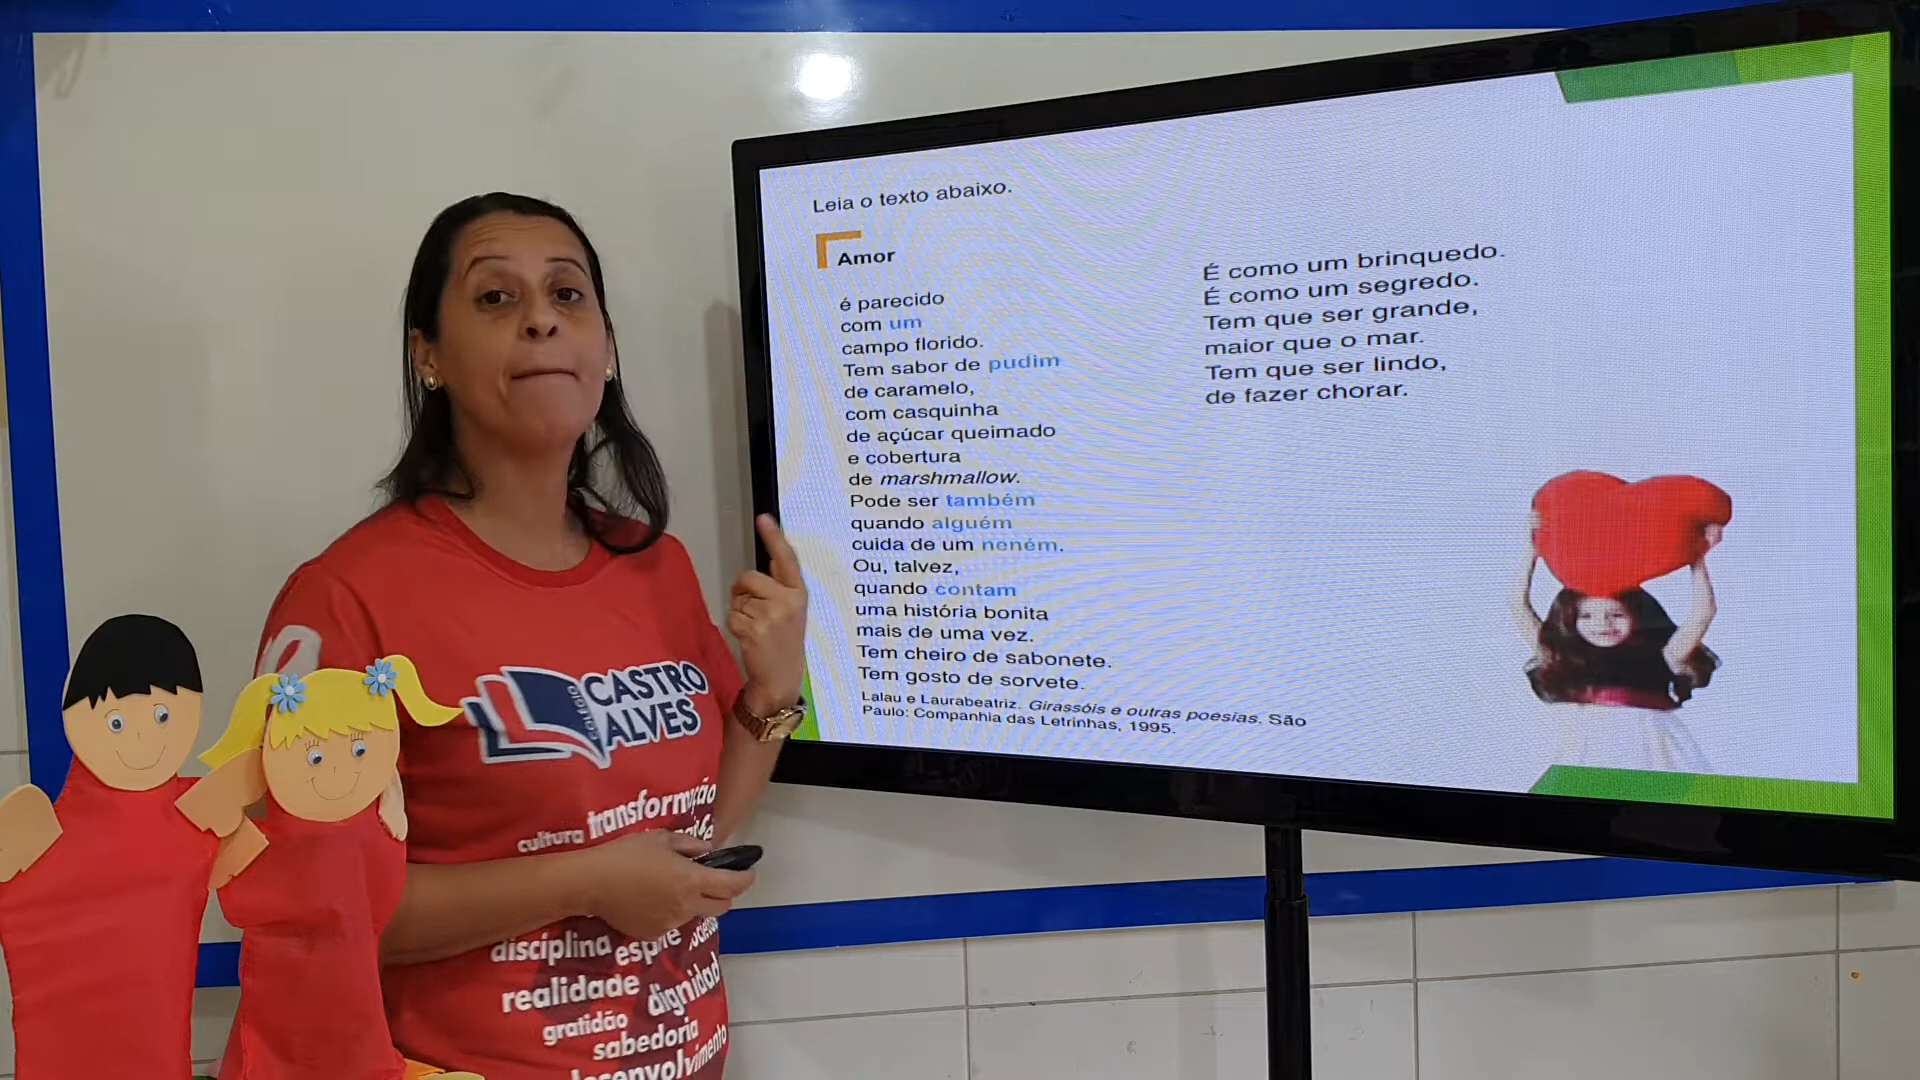 Leia o texto abaixo.
Amor
é parecido
com um
campo florido.
Tem sabor de pudim
de caramelo,
com casquinha
de açúcar queimado
e cobertura
de marshmallow.
Pode ser também
quando alguém
cuida de um neném.
Ou, talvez,
quando contam
uma história bonita
mais de uma vez.
Tem cheiro de sabonete.
Tem gosto de sorvete.
Lalau e Laurabeatriz. Girassóis e outras poesias. São
Paulo: Companhia das Letrinhas, 1995.
É como um brinquedo.
É como um segredo.
Tem que ser grande,
maior que o mar.
Tem que ser lindo,
de fazer chorar.
colégio
CASTRO
ALVES
cultura transformação
disciplina
realidade dignidad
gratidão
sabedoria